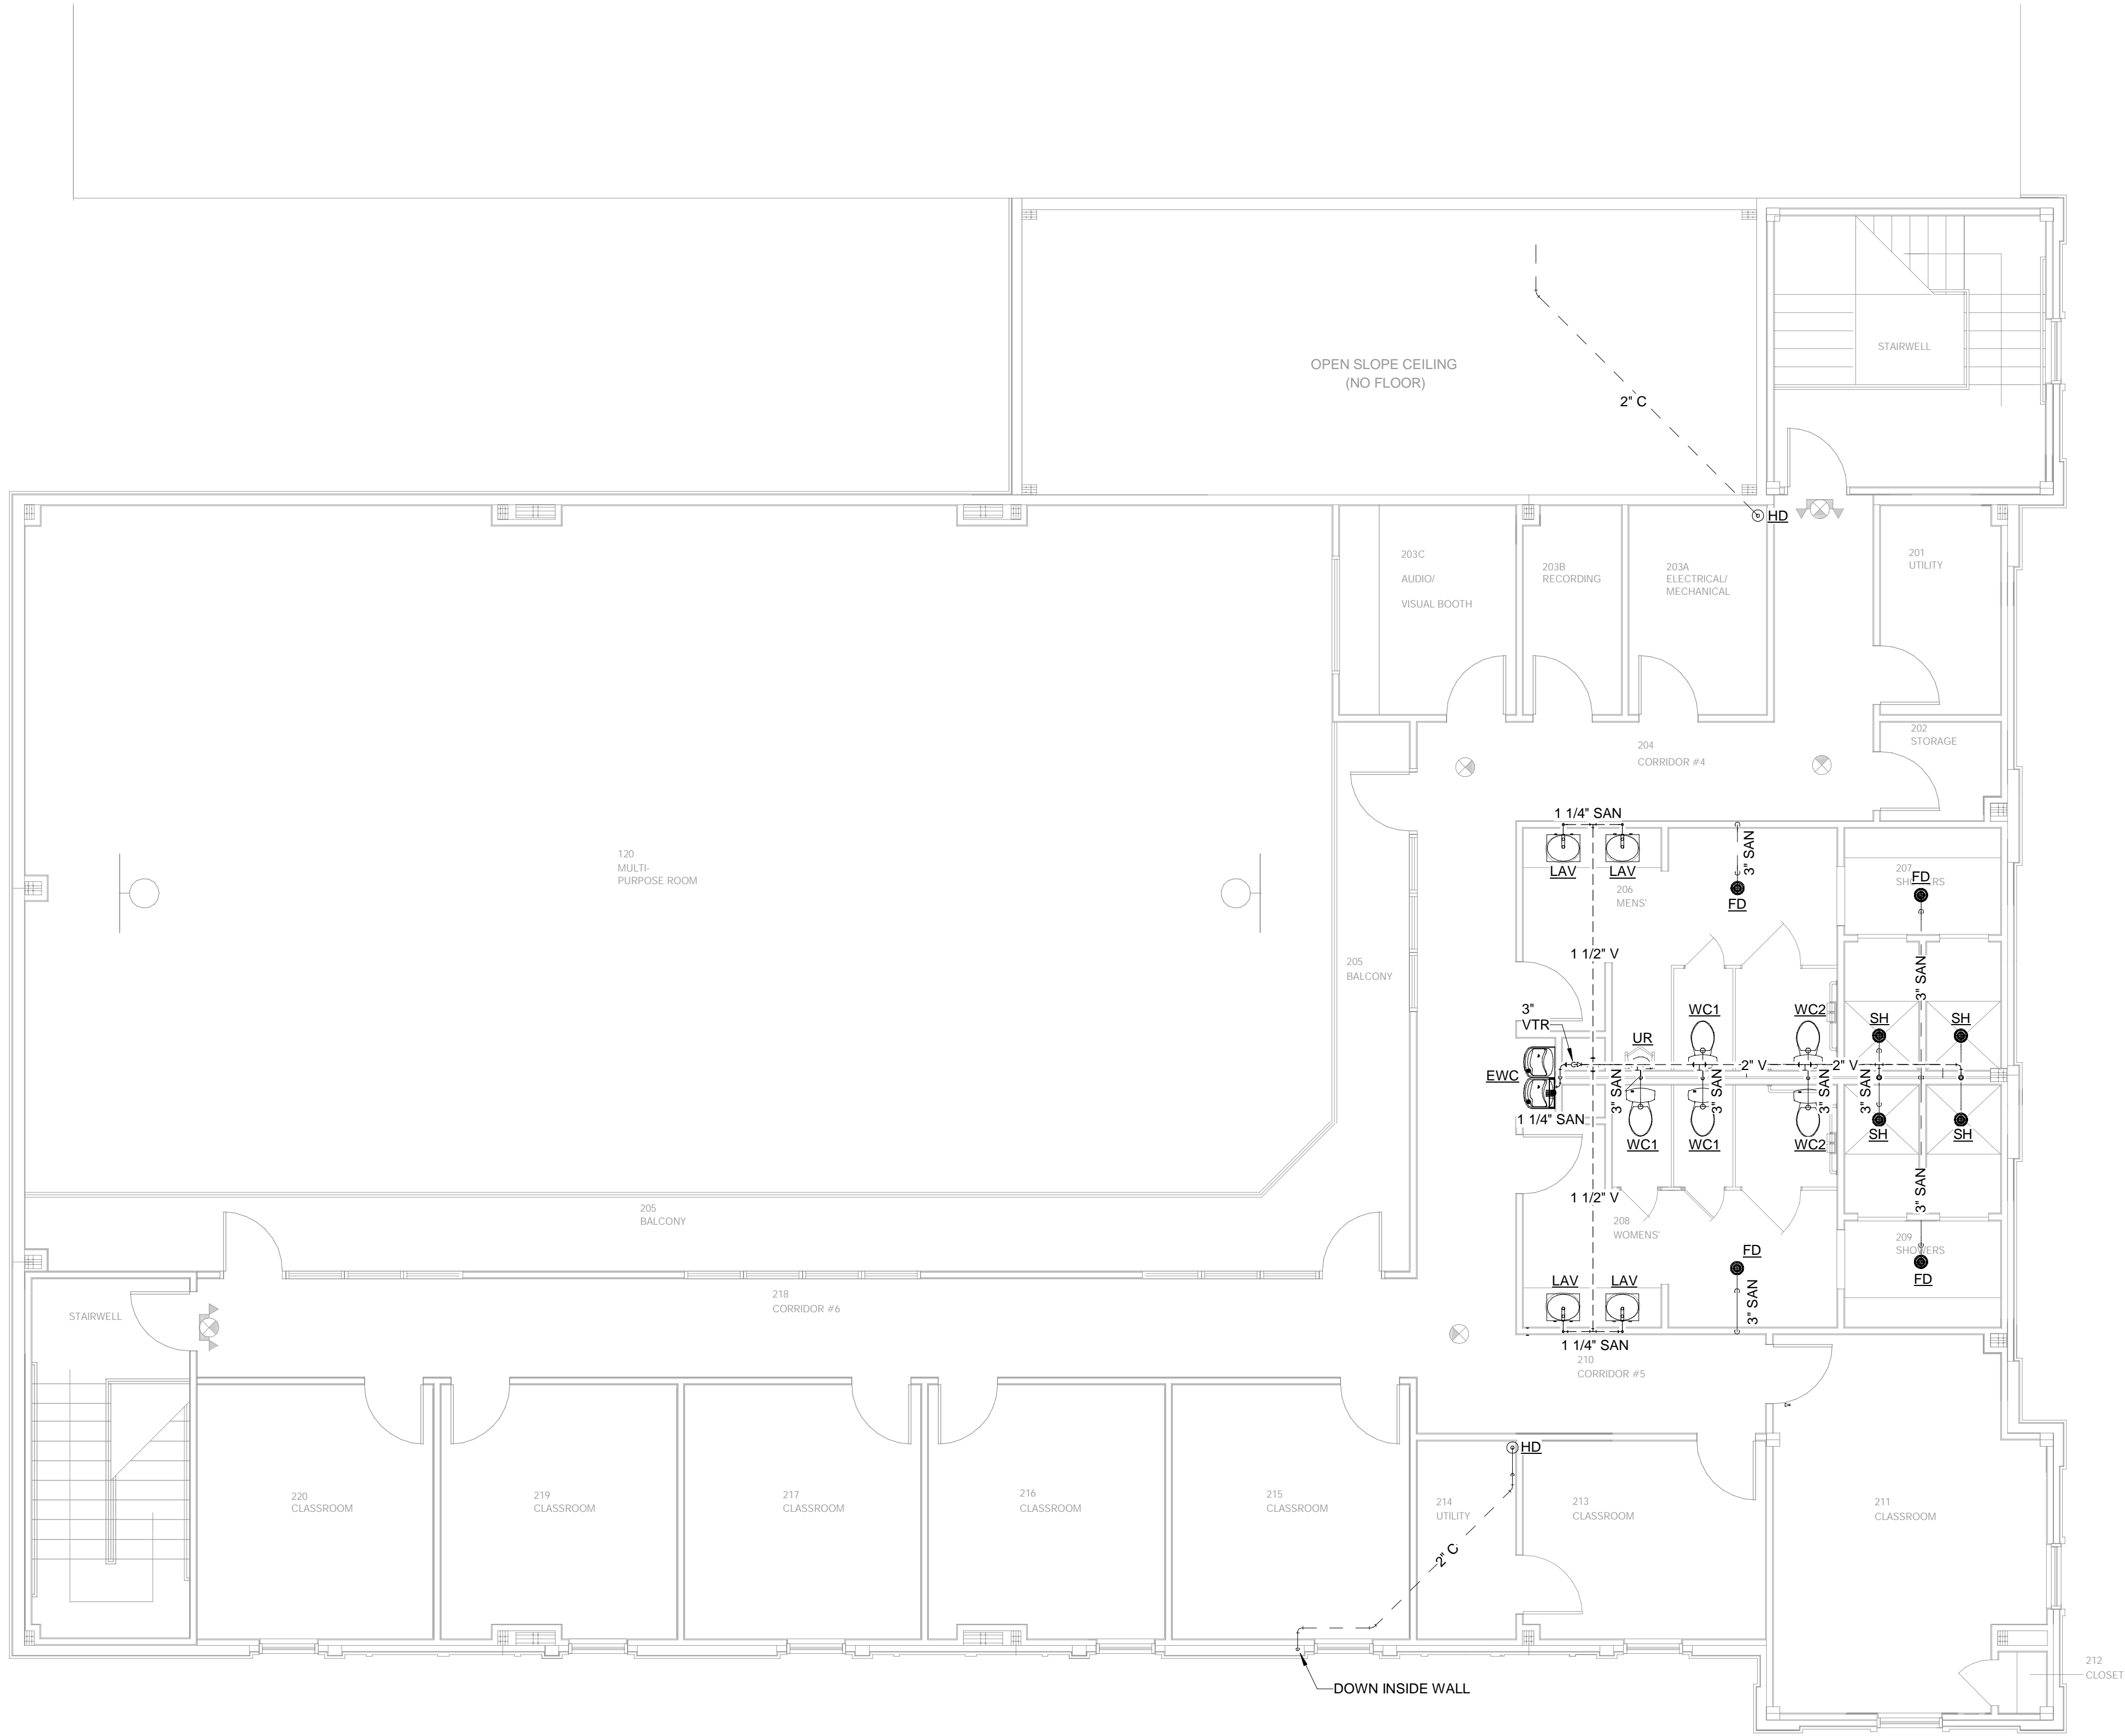 STAIRWELL
OPEN SLOPE CEILING
(NO FLOOR)
2" C
HD
203C
AUDIO/
VISUAL BOOTH
203B
RECORDING
203A
ELECTRICAL/
MECHANICAL
201
UTILITY
202
STORAGE
204
CORRIDOR #4
120
MULTI-
PURPOSE ROOM
1 1/4" SAN
LAV
LAV
3" SAN
206
MENS'
FD
207
SHOWERS
FD
1 1/2" V
205
BALCONY
3" SAN
3"
VTR
UR
WC1
WC2
SH
SH
EWC
2" V
2" V
3" SAN
3" SAN
3" SAN
3" SAN
1 1/4" SAN
WC1
WC1
WC2
SH
SH
1 1/2" V
3" SAN
205
BALCONY
208
WOMENS'
FD
209
SHOWERS
FD
LAV
LAV
3" SAN
1 1/4" SAN
STAIRWELL
218
CORRIDOR #6
210
CORRIDOR #5
HD
220
CLASSROOM
219
CLASSROOM
217
CLASSROOM
216
CLASSROOM
215
CLASSROOM
214
UTILITY
213
CLASSROOM
211
CLASSROOM
2" C
DOWN INSIDE WALL
212
CLOSET